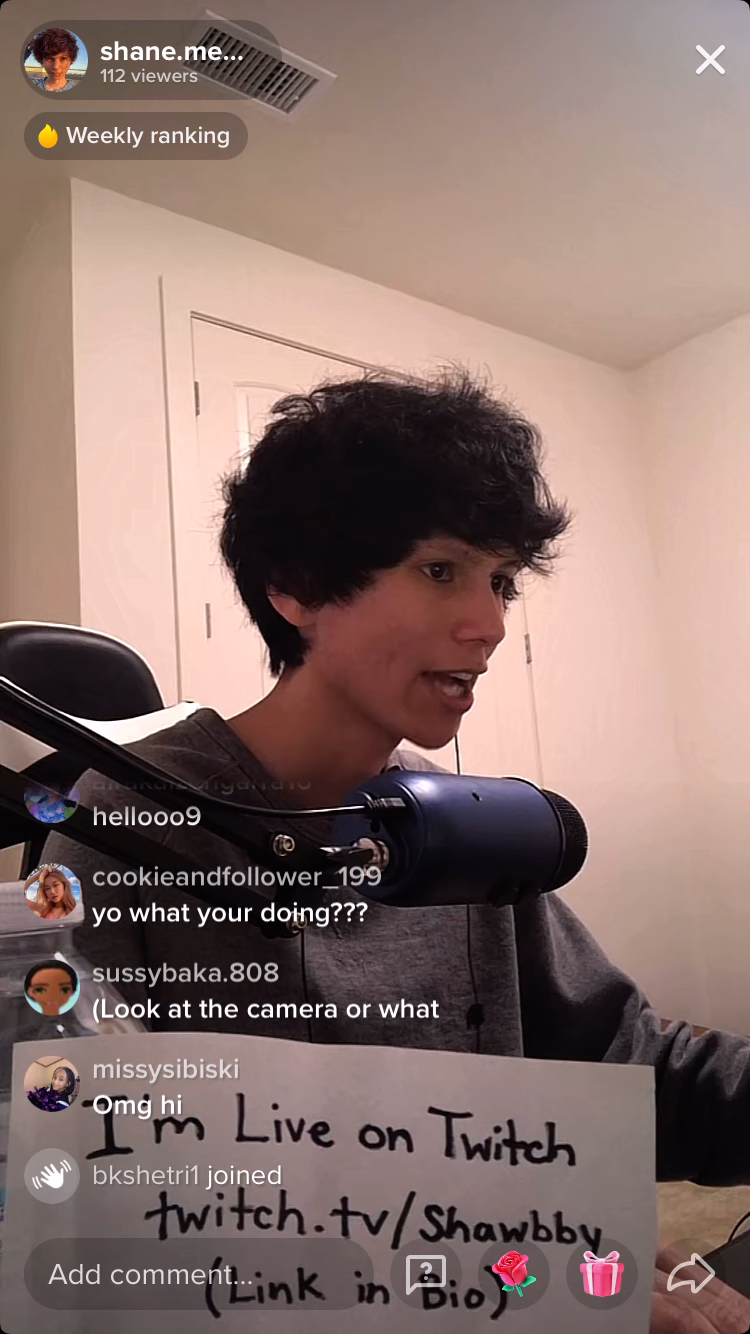 shane.me...
112 viewers
Weekly ranking
hellooo9
cookieandfollower_199
yo what your doing???
sussybaka.808
(Look at the camera or what
missysibiski
Omg hi
I'm Live on Twitch
bkshetri1 joined
twitch.tv/Shawbby
Add comment...
(Link in Bio)